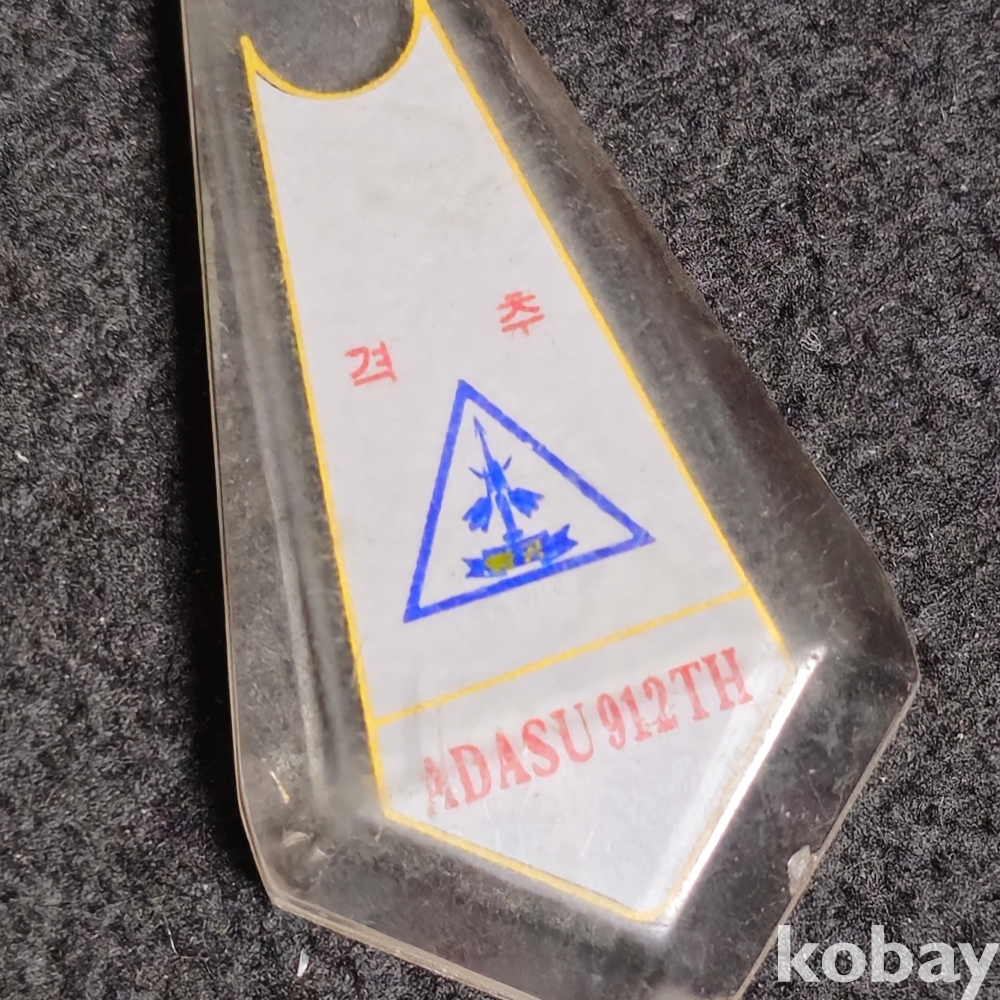 격 추
ADASU 912TH
kobay